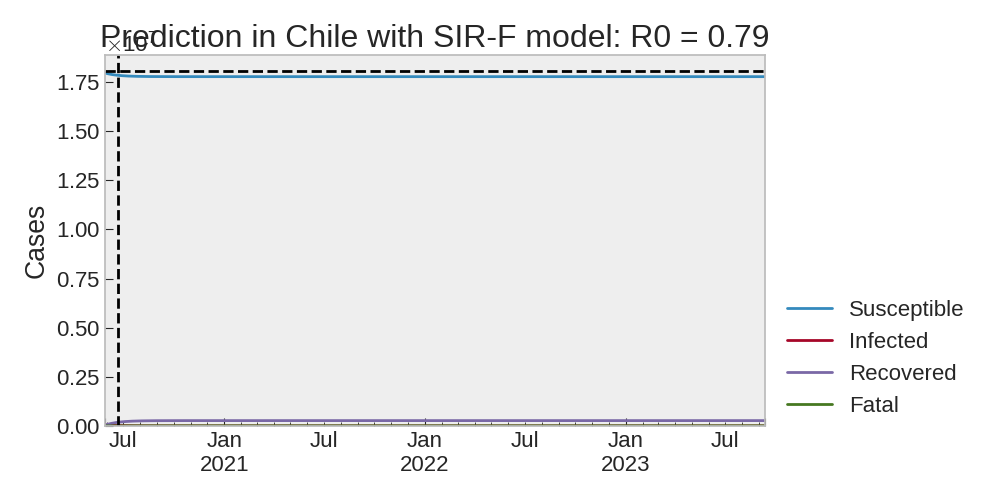 Prediction in Chile with SIR-F model: R0 = 0.79
×10⁷
1.75
1.50
1.25
1.00
0.75
0.50
0.25
0.00
Cases
Jul Jan Jul Jan Jul Jan Jul
2021 2022 2023
Susceptible
Infected
Recovered
Fatal